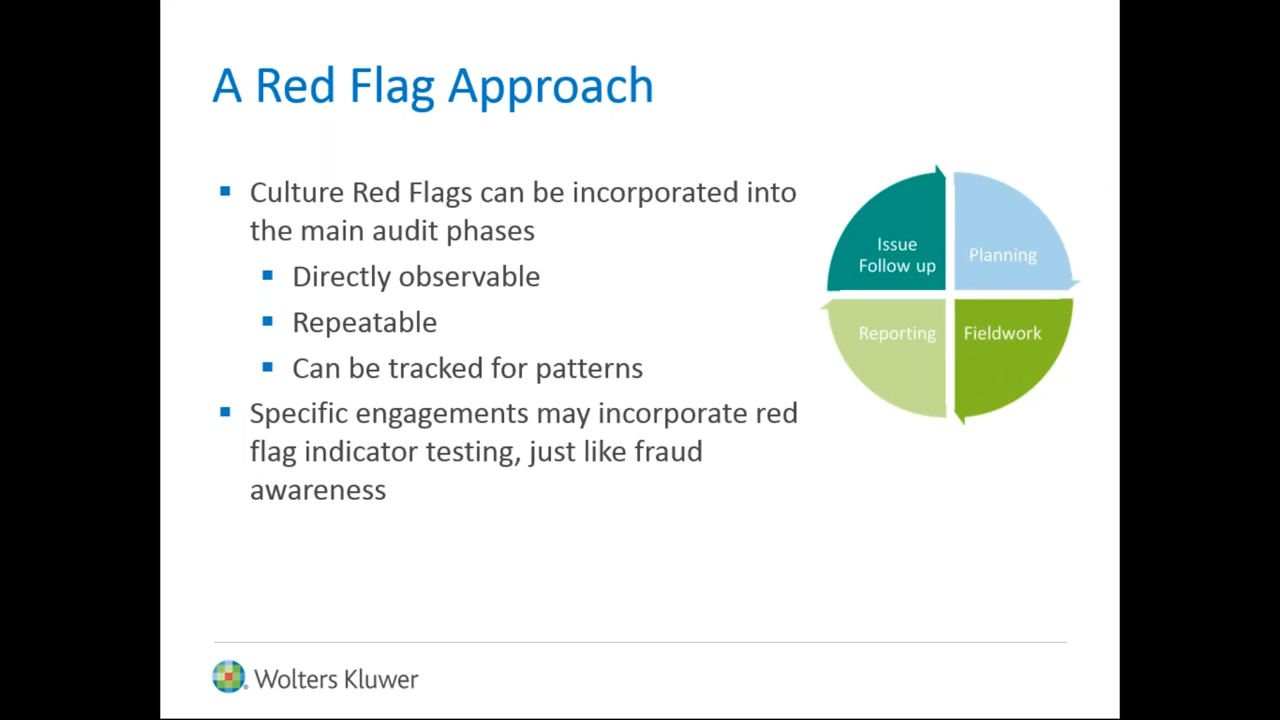 A Red Flag Approach
Culture Red Flags can be incorporated into
the main audit phases
Directly observable
Repeatable
Can be tracked for patterns
Specific engagements may incorporate red
flag indicator testing, just like fraud
awareness
Issue
Follow up
Planning
Reporting
Fieldwork
Wolters Kluwer